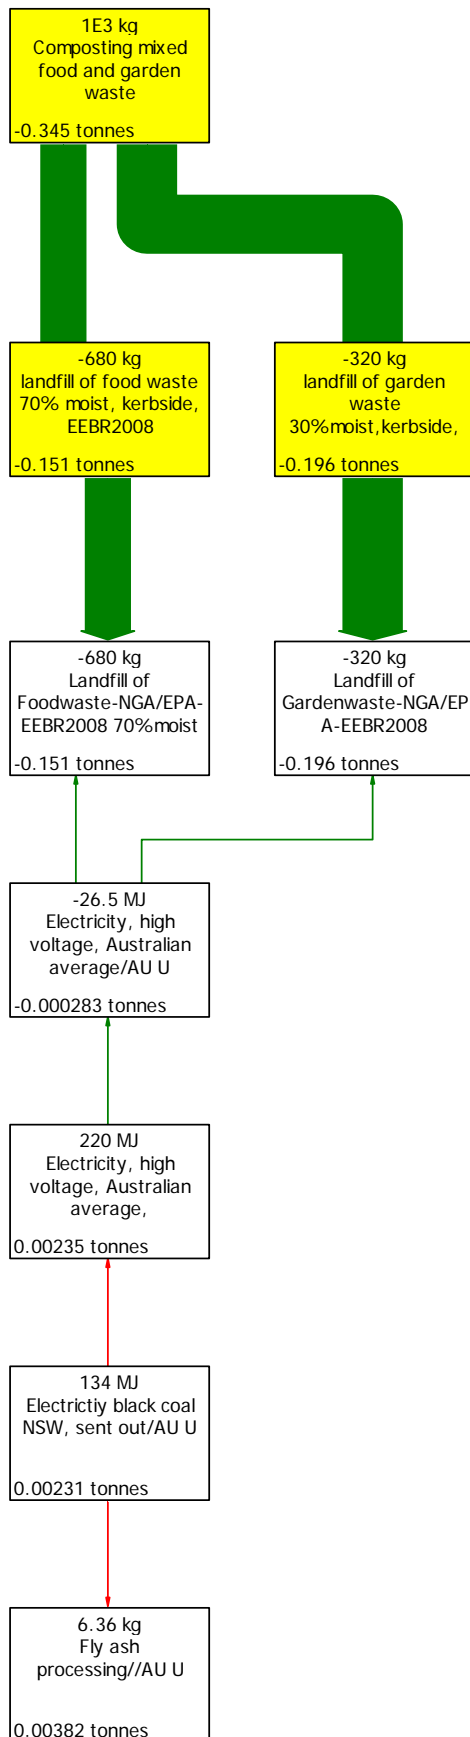 1E3 kg
Composting mixed
food and garden
waste
-0.345 tonnes
-680 kg
landfill of food waste
70% moist, kerbside,
EEBR2008
-0.151 tonnes
-320 kg
landfill of garden
waste
30%moist,kerbside,
-0.196 tonnes
-680 kg
Landfill of
Foodwaste-NGA/EPA-
EEBR2008 70%moist
-0.151 tonnes
-320 kg
Landfill of
Gardenwaste-NGA/EP
A-EEBR2008
-0.196 tonnes
-26.5 MJ
Electricity, high
voltage, Australian
average/AU U
-0.000283 tonnes
220 MJ
Electricity, high
voltage, Australian
average,
0.00235 tonnes
134 MJ
Electrictiy black coal
NSW, sent out/AU U
0.00231 tonnes
6.36 kg
Fly ash
processing//AU U
0.00382 tonnes